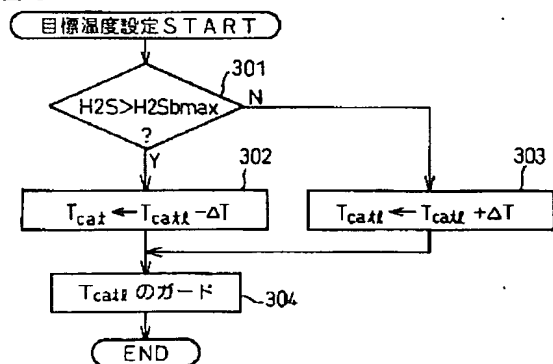 目標温度設定START
301
H2S>H2Sbmax
?
N
Y
302
303
Tcat ← Tcatl −ΔT
Tcatl ← Tcatl +ΔT
Tcatl のガード
304
END